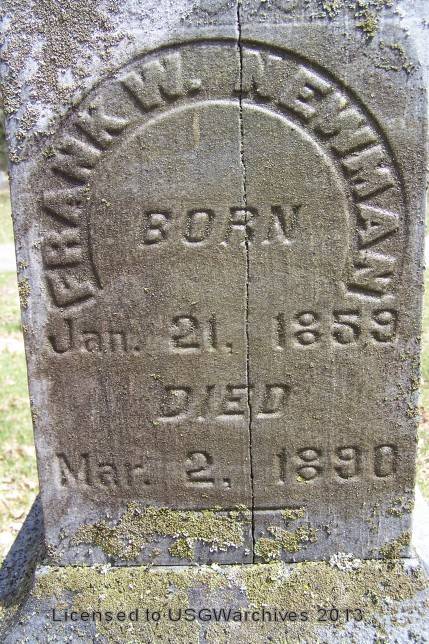 FRANK W. NEWMAN
BORN
Jan. 21, 1859
DIED
Mar. 2, 1890
Licensed to USGWarchives 2013